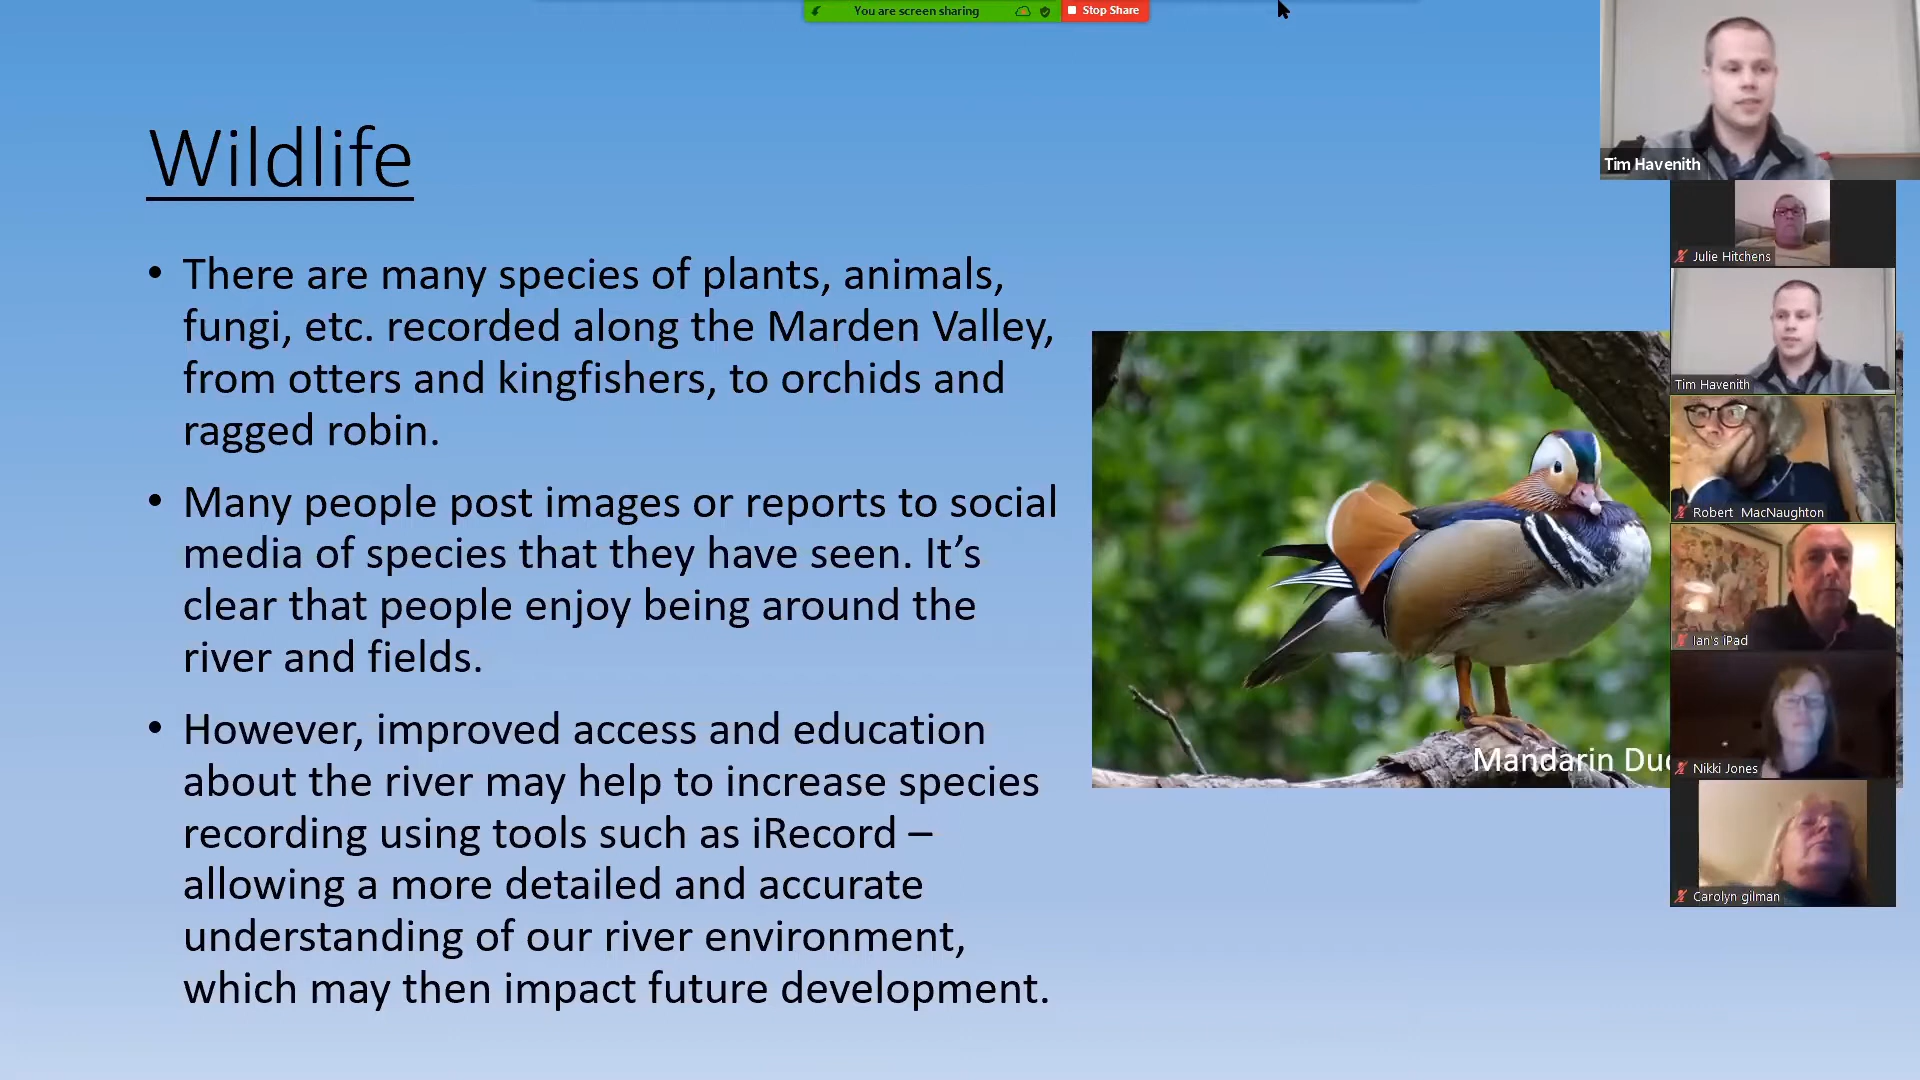 You are screen sharing
Stop Share
Wildlife
• There are many species of plants, animals,
fungi, etc. recorded along the Marden Valley,
from otters and kingfishers, to orchids and
ragged robin.
• Many people post images or reports to social
media of species that they have seen. It’s
clear that people enjoy being around the
river and fields.
• However, improved access and education
about the river may help to increase species
recording using tools such as iRecord –
allowing a more detailed and accurate
understanding of our river environment,
which may then impact future development.
Mandarin
Tim Havenith
Julie Hitchens
Tim Havenith
Robert MacNaughton
Ian's iPad
Nikki Jones
Carolyn gilman